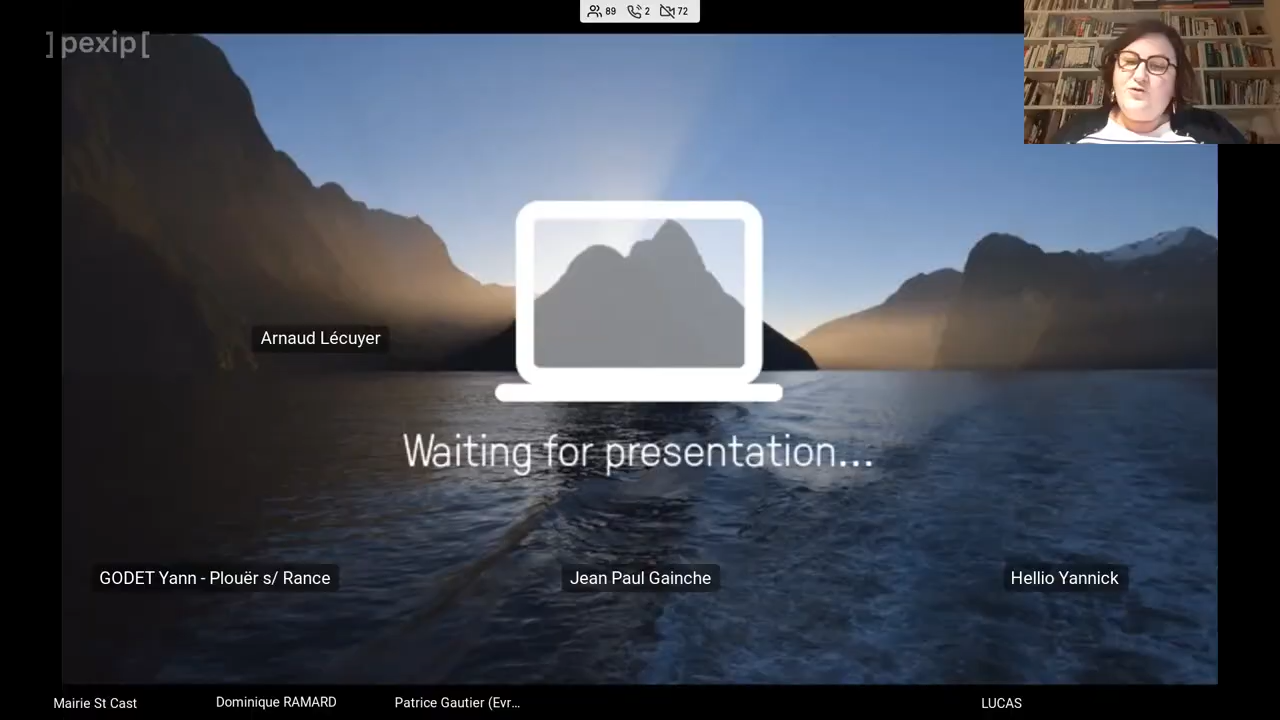 89 2 72
]pexip[
Arnaud Lécuyer
Waiting for presentation...
GODET Yann - Plouër s/ Rance
Jean Paul Gainche
Hellio Yannick
Mairie St Cast
Dominique RAMARD
Patrice Gautier (Evr...
LUCAS